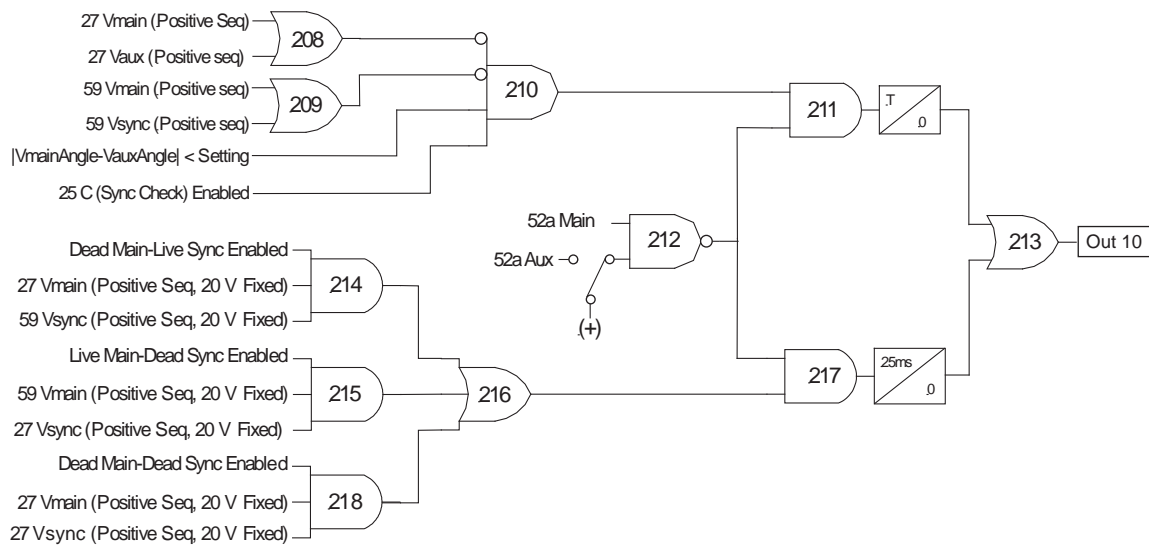 27 Vmain (Positive Seq)
27 Vaux (Positive seq)
208
59 Vmain (Positive seq)
59 Vsync (Positive seq)
209
210
|VmainAngle-VauxAngle| < Setting
25 C (Sync Check) Enabled
211
.T
.0
52a Main
52a Aux
212
(+)
213
Out 10
Dead Main-Live Sync Enabled
27 Vmain (Positive Seq, 20 V Fixed)
59 Vsync (Positive Seq, 20 V Fixed)
214
Live Main-Dead Sync Enabled
59 Vmain (Positive Seq, 20 V Fixed)
27 Vsync (Positive Seq, 20 V Fixed)
215
216
217
25ms
.0
Dead Main-Dead Sync Enabled
27 Vmain (Positive Seq, 20 V Fixed)
27 Vsync (Positive Seq, 20 V Fixed)
218